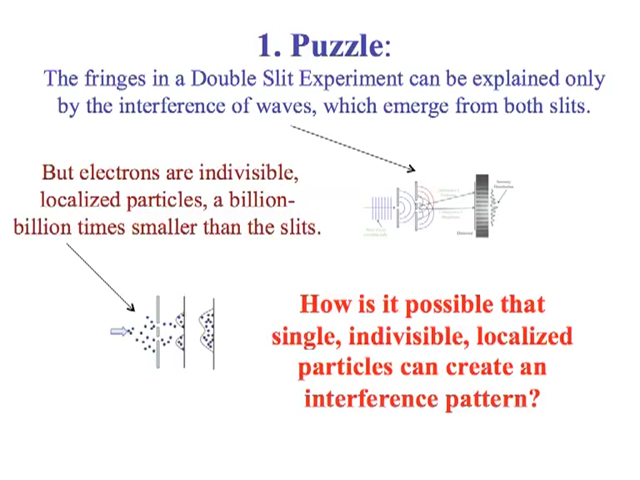 1. Puzzle:
The fringes in a Double Slit Experiment can be explained only
by the interference of waves, which emerge from both slits.
But electrons are indivisible,
localized particles, a billion-
billion times smaller than the slits.
Detector
How is it possible that
single, indivisible, localized
particles can create an
interference pattern?